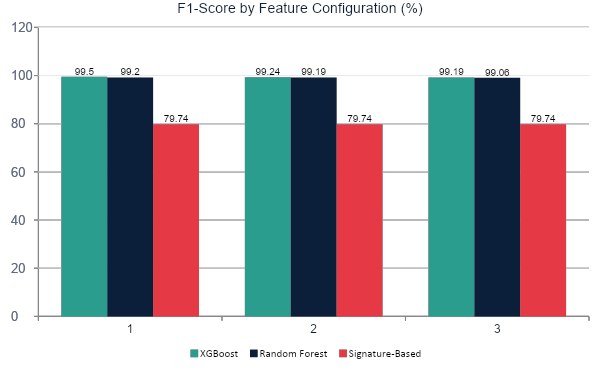 F1-Score by Feature Configuration (%)
120
100
80
60
40
20
0
99.5 99.2 79.74
99.24 99.19 79.74
99.19 99.06 79.74
1 2 3
XGBoost Random Forest Signature-Based